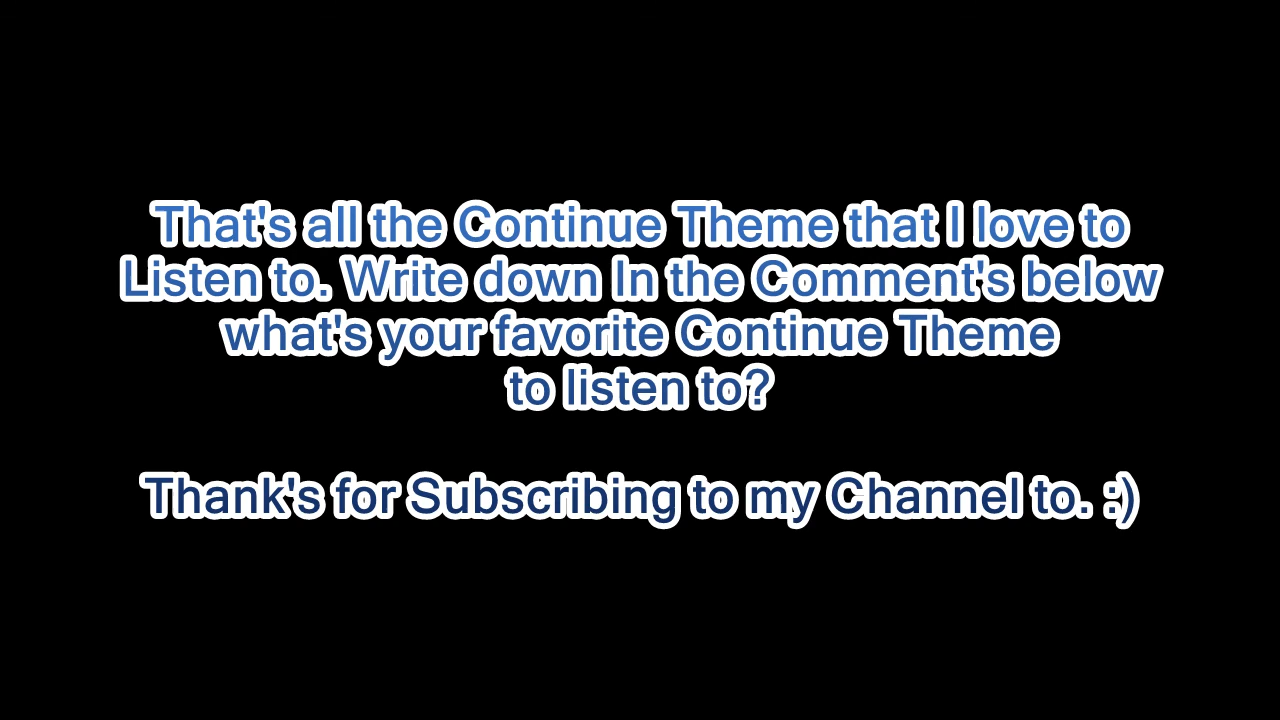 That's all the Continue Theme that I love to
Listen to. Write down In the Comment's below
what's your favorite Continue Theme
to listen to?
Thank's for Subscribing to my Channel to. :)